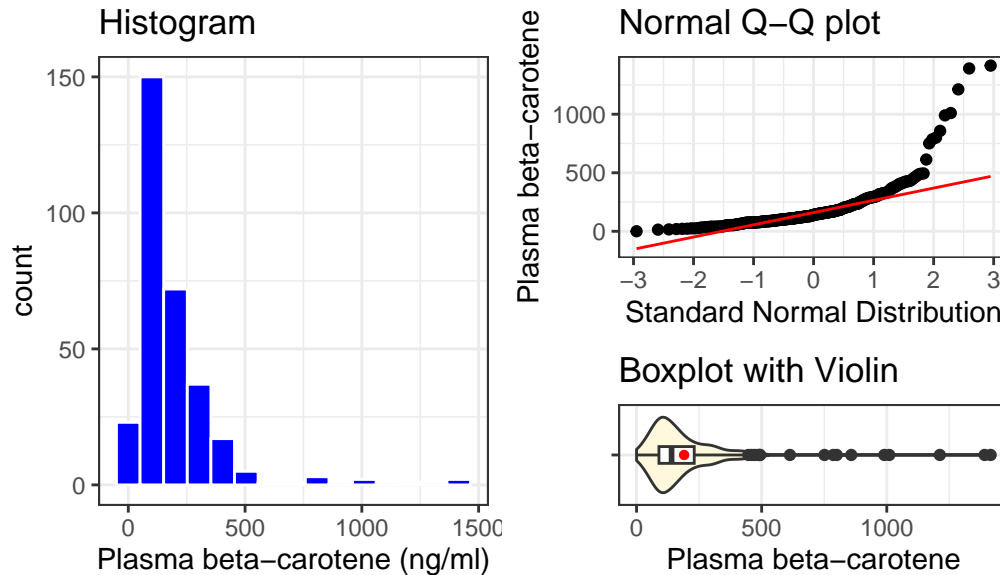 Histogram
150
100
50
0
count
0
500
1000
1500
Plasma beta−carotene (ng/ml)
Normal Q−Q plot
Plasma beta−carotene
1000
500
0
−3
−2
−1
0
1
2
3
Standard Normal Distribution
Boxplot with Violin
0
500
1000
Plasma beta−carotene